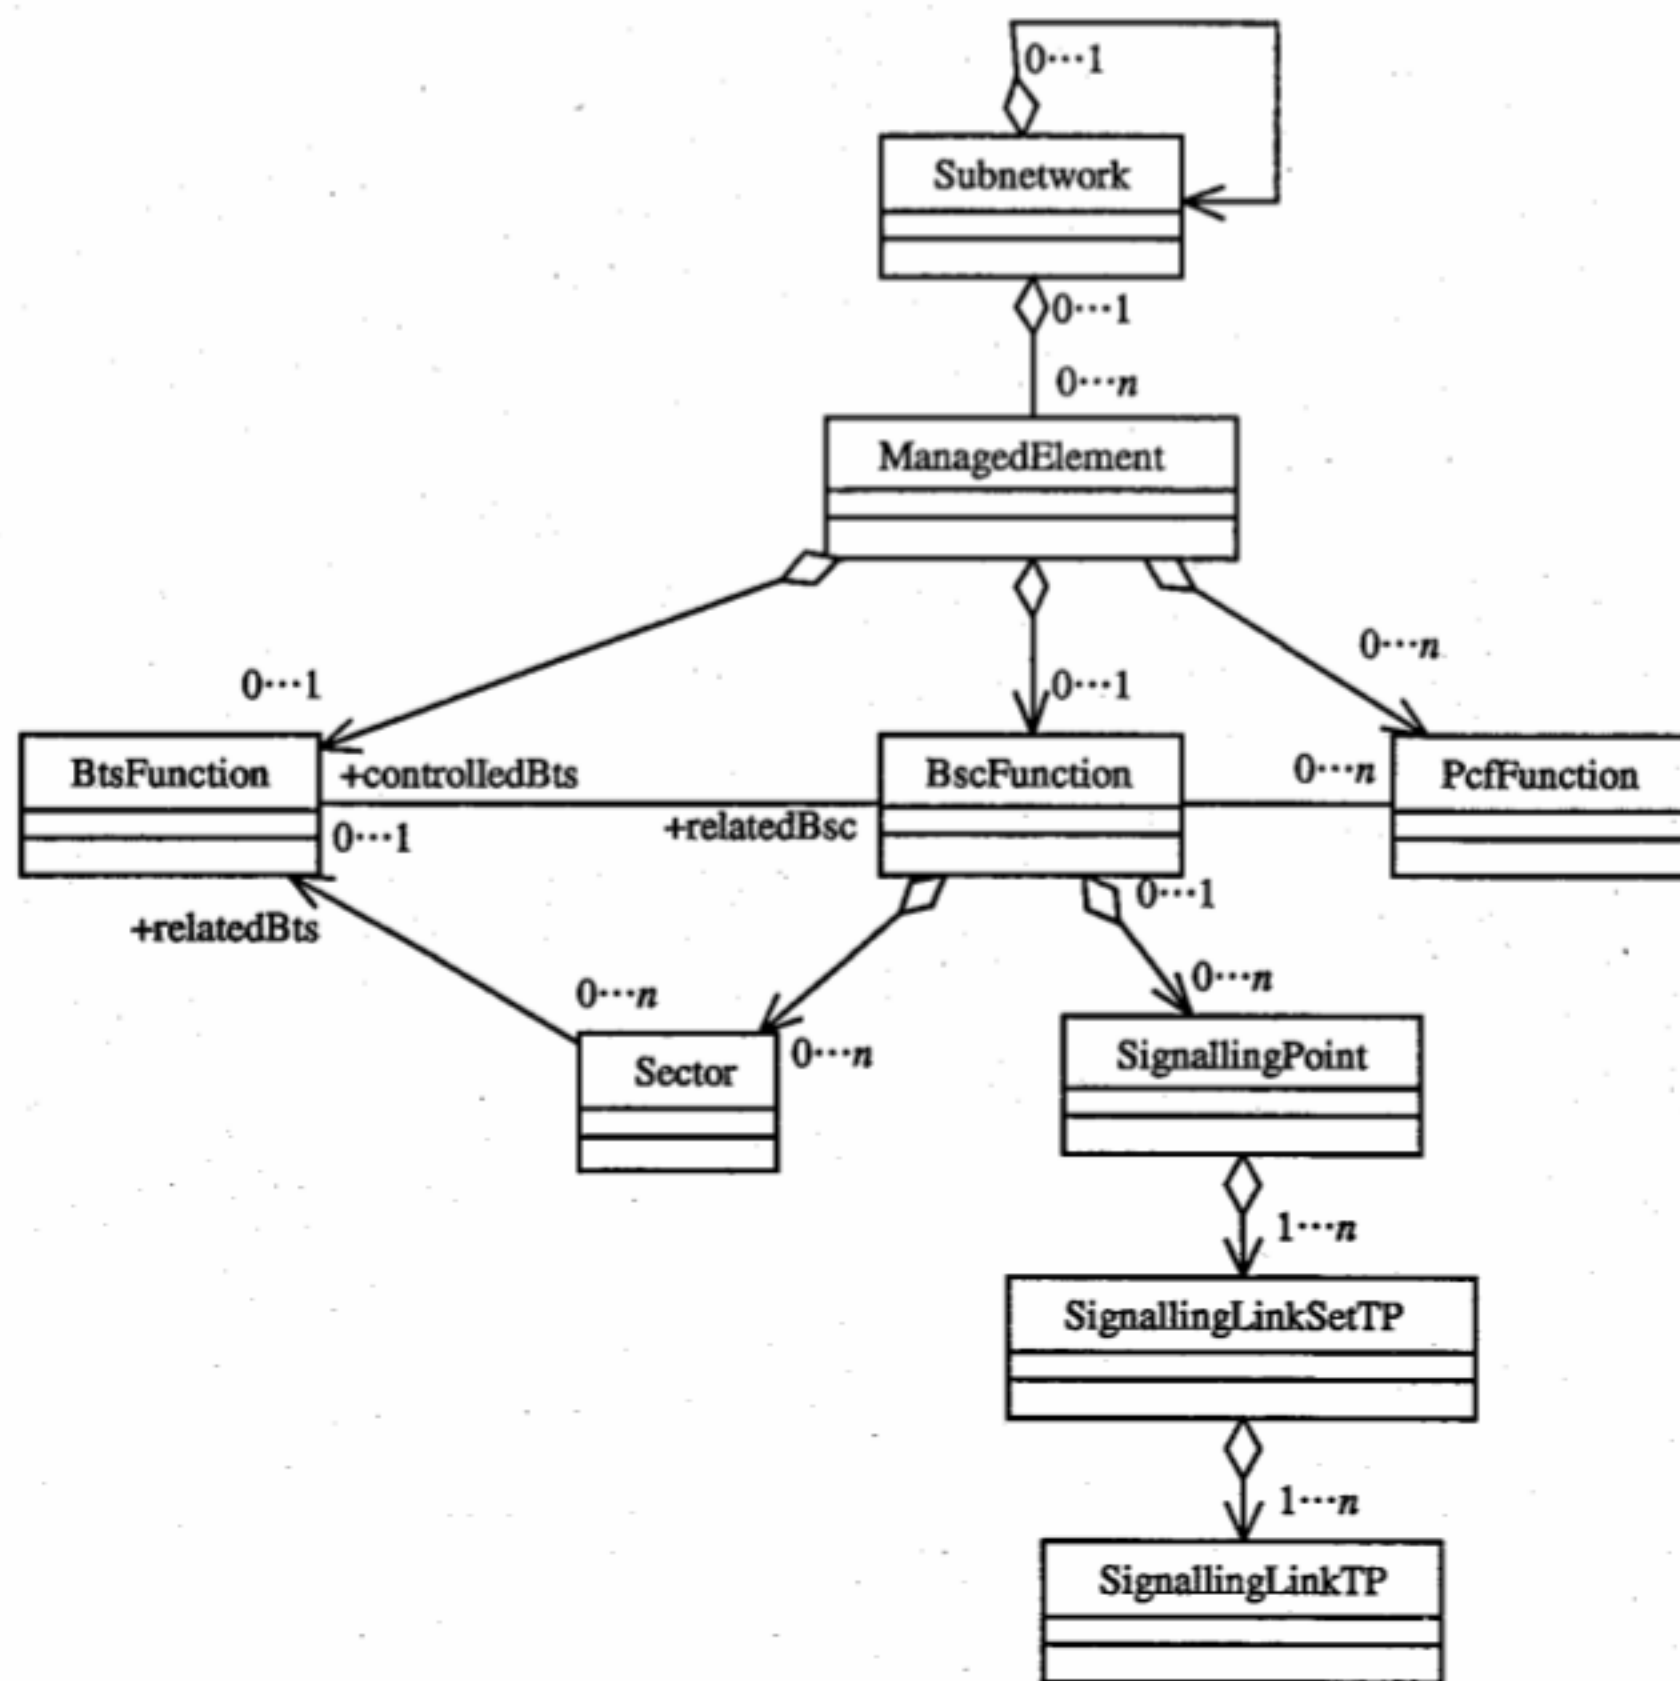 0···1
Subnetwork
0···1
0···n
ManagedElement
0···n
0···1
0···1
BtsFunction
+controlledBts
BscFunction
0···n
PcfFunction
0···1
+relatedBsc
0···1
+relatedBts
0···n
0···n
Sector
0···n
SignallingPoint
1···n
SignallingLinkSetTP
1···n
SignallingLinkTP